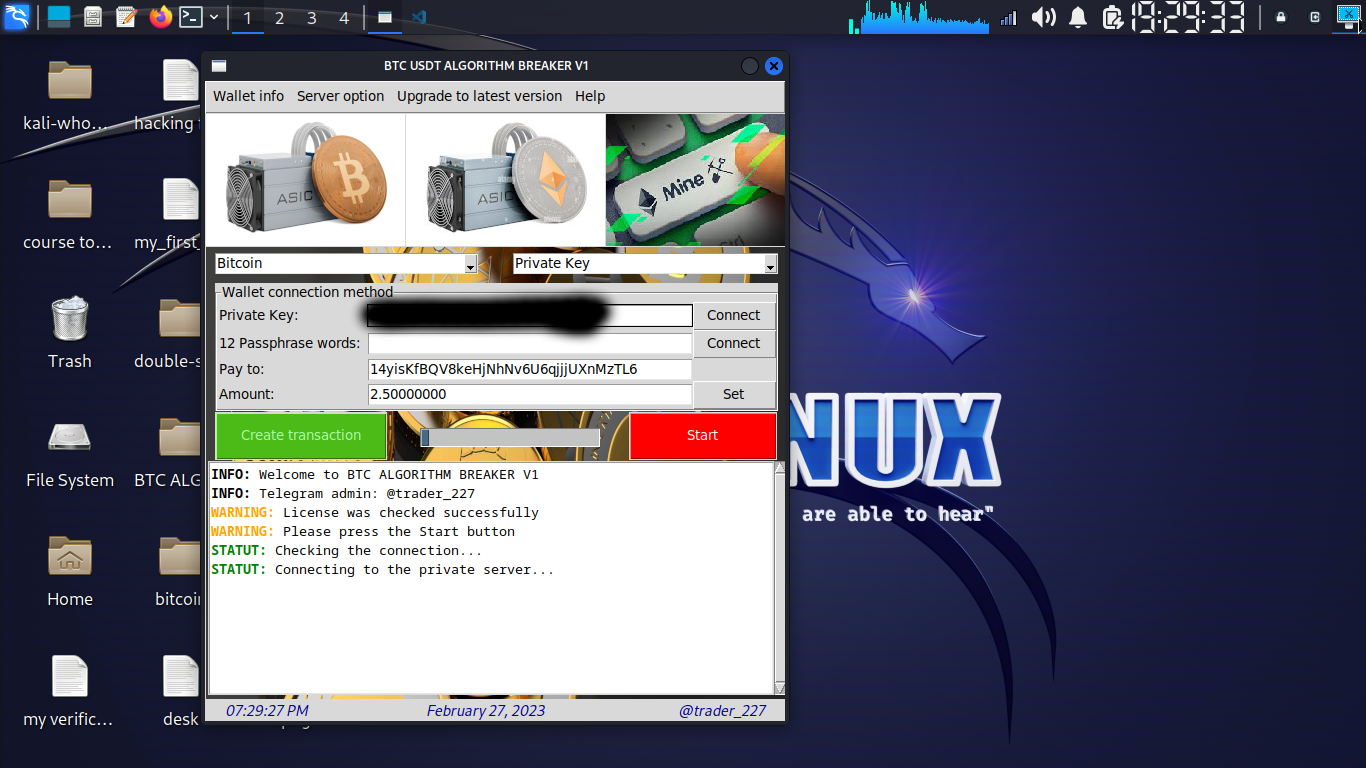 1 2 3 4
19:29:33
BTC USDT ALGORITHM BREAKER V1
Wallet info Server option Upgrade to latest version Help
ASIC
ASIC
Mine
Bitcoin
Private Key
Wallet connection method
Private Key:
Connect
12 Passphrase words:
Connect
Pay to:
14yisKfBQV8keHjNhNv6U6qjjjUXnMzTL6
Amount:
2.50000000
Set
Create transaction
Start
INFO: Welcome to BTC ALGORITHM BREAKER V1
INFO: Telegram admin: @trader_227
WARNING: License was checked successfully
WARNING: Please press the Start button
STATUT: Checking the connection...
STATUT: Connecting to the private server...
07:29:27 PM
February 27, 2023
@trader_227
kali-who...
hacking
course to...
my_first_
Trash
double-s
File System
BTC ALG
Home
bitcoi
my verific...
desk
NUX
are able to hear"